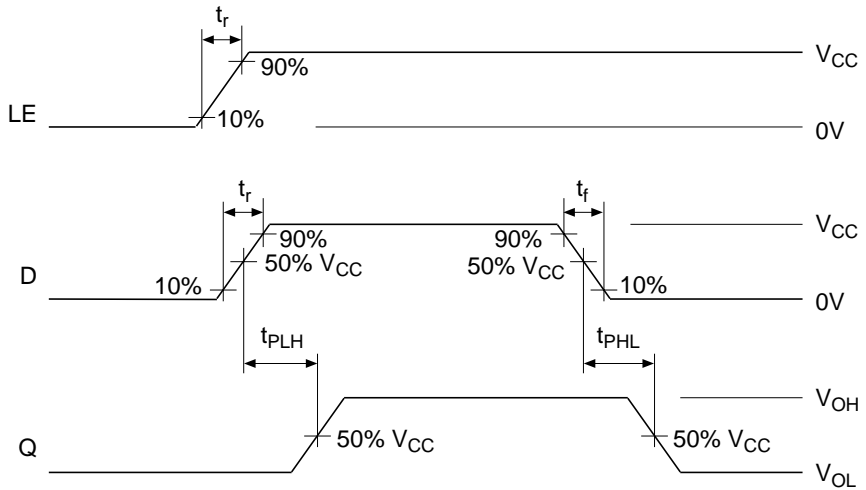 tr
VCC
90%
LE
10%
0V
tr
tf
VCC
90%
90%
50% VCC
50% VCC
D
10%
10%
0V
tPLH
tPHL
VOH
Q
50% VCC
50% VCC
VOL